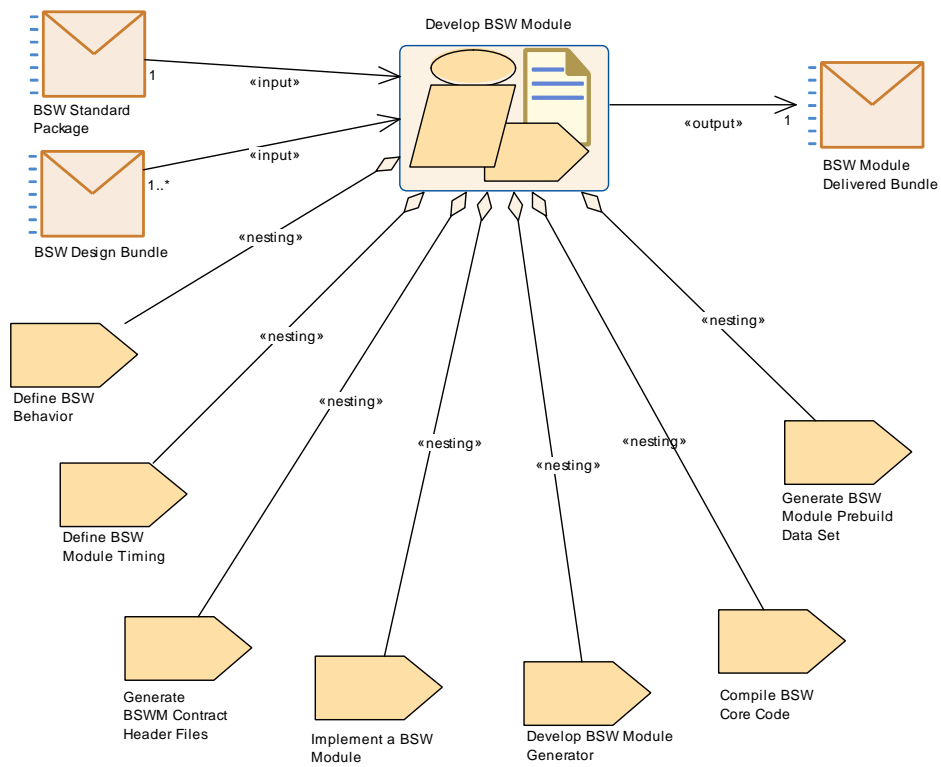 Develop BSW Module
1
«input»
BSW Standard
Package
«output»
1
1..*
«input»
BSW Module
Delivered Bundle
BSW Design Bundle
«nesting»
«nesting»
«nesting»
«nesting»
«nesting»
«nesting»
«nesting»
Define BSW
Behavior
Generate BSW
Module Prebuild
Data Set
Define BSW
Module Timing
Generate
BSWM Contract
Header Files
Implement a BSW
Module
Develop BSW Module
Generator
Compile BSW
Core Code